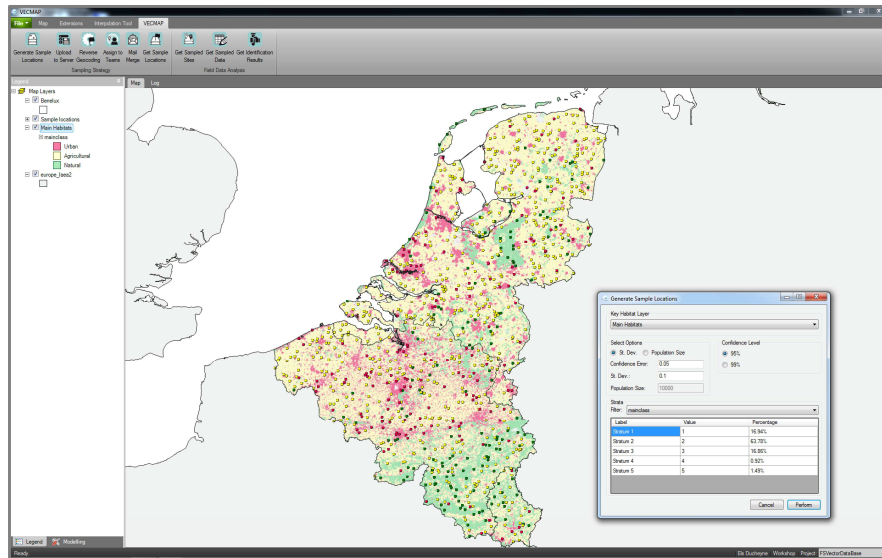 VECMAP
File Map Extensions Interpolation Tool VECMAP
Generate Sample Locations
Upload to Server
Reverse Geocoding
Assign to Teams
Mail Merge
Get Sample Locations
Get Sampled Sites
Get Sampled Data
Get Identification Results
Sampling Strategy
Field Data Analysis
Legend
Map Log
Map Layers
Benelux
Sample locations
Main Habitats
mainclass
Urban
Agricultural
Natural
europe_laea2
Generate Sample Locations
Key Habitat Layer
Main Habitats
Select Options
Confidence Level
St. Dev. Population Size
95%
Confidence Error: 0.05
99%
St. Dev.: 0.1
Population Size: 10000
Strata
Filter: mainclass
Label Value Percentage
Stratum 1 1 16.94%
Stratum 2 2 63.78%
Stratum 3 3 16.86%
Stratum 4 4 0.92%
Stratum 5 5 1.49%
Cancel Perform
Legend Modelling
Ready. Els Ducheyne Workshop Project FSVectorDataBase